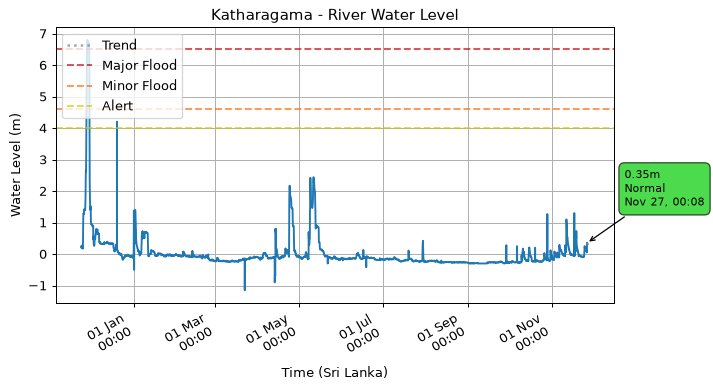 Katharagama - River Water Level
7
6
5
4
3
2
1
0
−1
Water Level (m)
Trend
Major Flood
Minor Flood
Alert
0.35m
Normal
Nov 27, 00:08
01 Jan
00:00
01 Mar
00:00
01 May
00:00
01 Jul
00:00
01 Sep
00:00
01 Nov
00:00
Time (Sri Lanka)